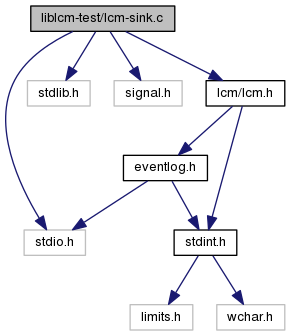 liblcm-test/lcm-sink.c
stdlib.h
signal.h
lcm/lcm.h
eventlog.h
stdio.h
stdint.h
limits.h
wchar.h